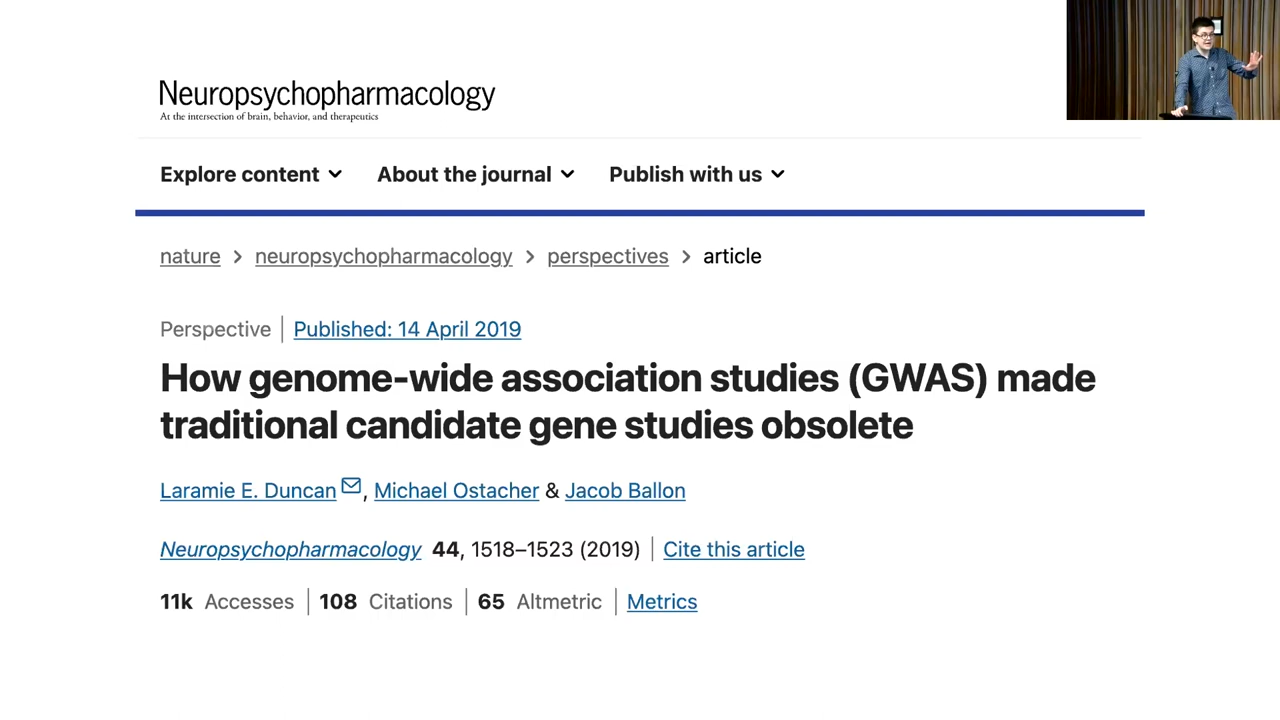 Neuropsychopharmacology
At the intersection of brain, behavior, and therapeutics
Explore content About the journal Publish with us
nature > neuropsychopharmacology > perspectives > article
Perspective | Published: 14 April 2019
How genome-wide association studies (GWAS) made
traditional candidate gene studies obsolete
Laramie E. Duncan, Michael Ostacher & Jacob Ballon
Neuropsychopharmacology 44, 1518–1523 (2019) | Cite this article
11k Accesses | 108 Citations | 65 Altmetric | Metrics